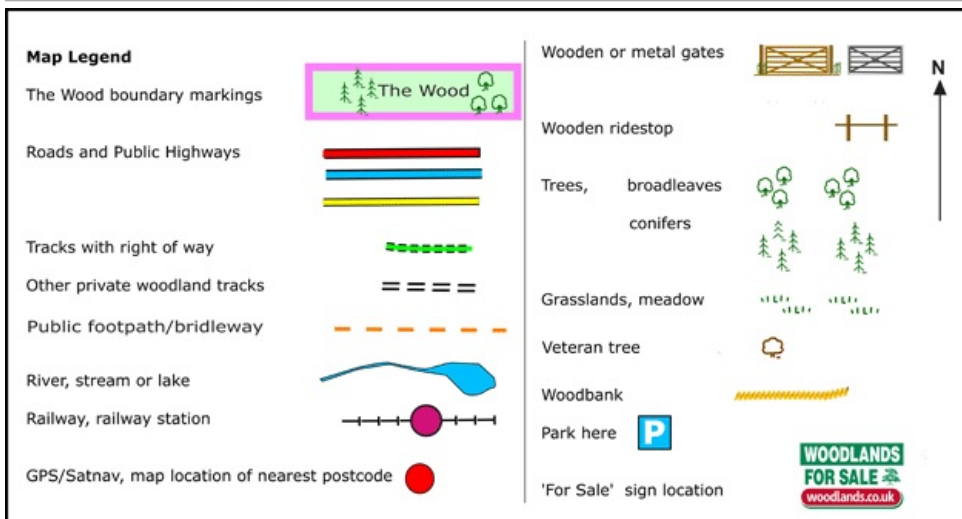 Map Legend
The Wood boundary markings
The Wood
Roads and Public Highways
Tracks with right of way
Other private woodland tracks
Public footpath/bridleway
River, stream or lake
Railway, railway station
GPS/Satnav, map location of nearest postcode
Wooden or metal gates
N
Wooden ridestop
Trees, broadleaves
conifers
Grasslands, meadow
Veteran tree
Woodbank
Park here P
'For Sale' sign location
WOODLANDS
FOR SALE
woodlands.co.uk